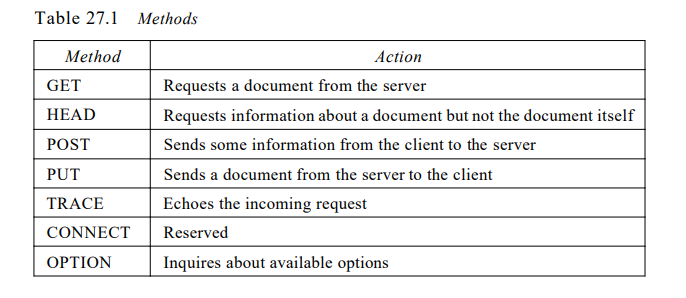 Table 27.1 Methods
Method Action
GET Requests a document from the server
HEAD Requests information about a document but not the document itself
POST Sends some information from the client to the server
PUT Sends a document from the server to the client
TRACE Echoes the incoming request
CONNECT Reserved
OPTION Inquires about available options